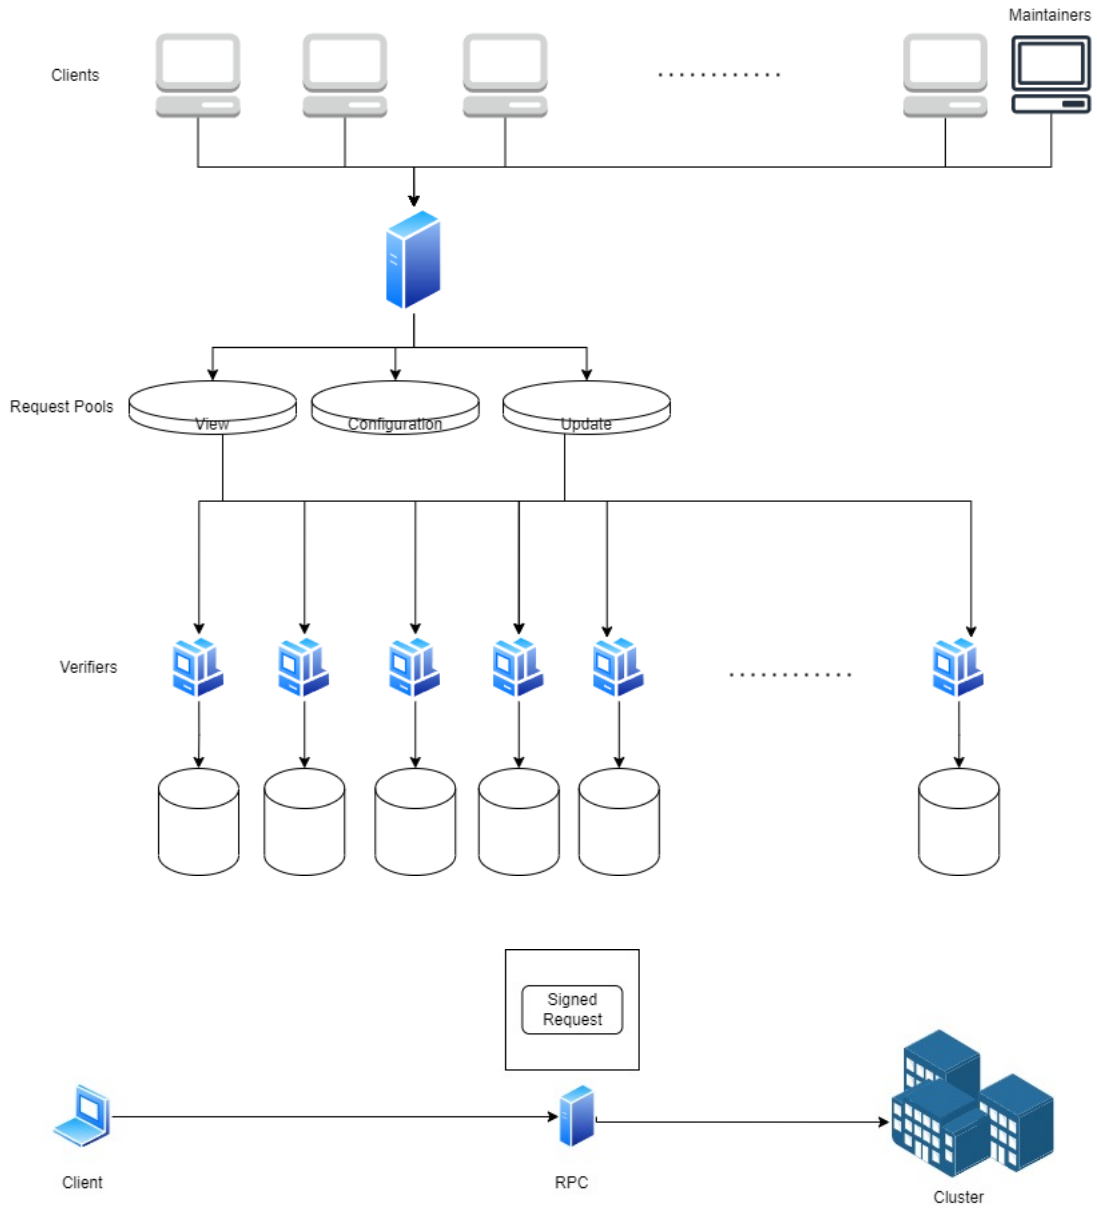 Maintainers
Clients
Request Pools
View
Configuration
Update
Verifiers
Signed
Request
Client
RPC
Cluster